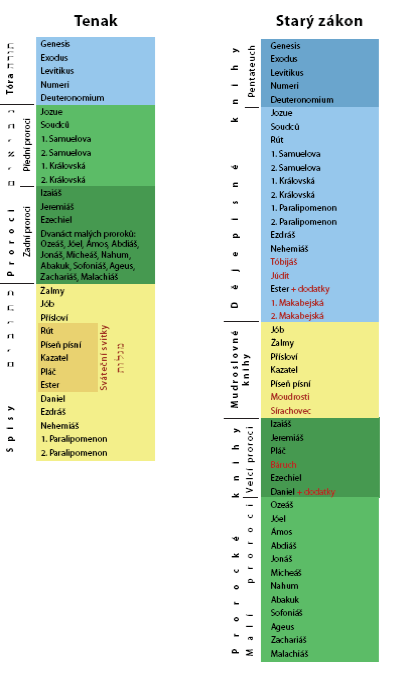 Tenak
Tóra תורה
Genesis
Exodus
Levitikus
Numeri
Deuteronomium
Proroci נביאים
Přední proroci
Jozue
Soudců
1. Samuelova
2. Samuelova
1. Královská
2. Královská
Zadní proroci
Izaiáš
Jeremiáš
Ezechiel
Dvanáct malých proroků:
Ozeáš, Jóel, Ámos, Abdiáš,
Jonáš, Micheáš, Nahum,
Abakuk, Sofoniáš, Ageus,
Zachariáš, Malachiáš
Spisy כתובים
Žalmy
Jób
Přísloví
Rút
Píseň písní
Kazatel
Pláč
Ester
Sváteční svitky
מגלות
Daniel
Ezdráš
Nehemiáš
1. Paralipomenon
2. Paralipomenon
Starý zákon
Dějepisné knihy
Pentateuch
Genesis
Exodus
Levitikus
Numeri
Deuteronomium
Jozue
Soudců
Rút
1. Samuelova
2. Samuelova
1. Královská
2. Královská
1. Paralipomenon
2. Paralipomenon
Ezdráš
Nehemiáš
Tóbijáš
Júdit
Ester + dodatky
1. Makabejská
2. Makabejská
Mudroslovné
knihy
Jób
Žalmy
Přísloví
Kazatel
Píseň písní
Moudrosti
Sírachovec
Prorocké knihy
Velcí proroci
Izaiáš
Jeremiáš
Pláč
Baruch
Ezechiel
Daniel + dodatky
Malí proroci
Ozeáš
Jóel
Ámos
Abdiáš
Jonáš
Micheáš
Nahum
Abakuk
Sofoniáš
Ageus
Zachariáš
Malachiáš